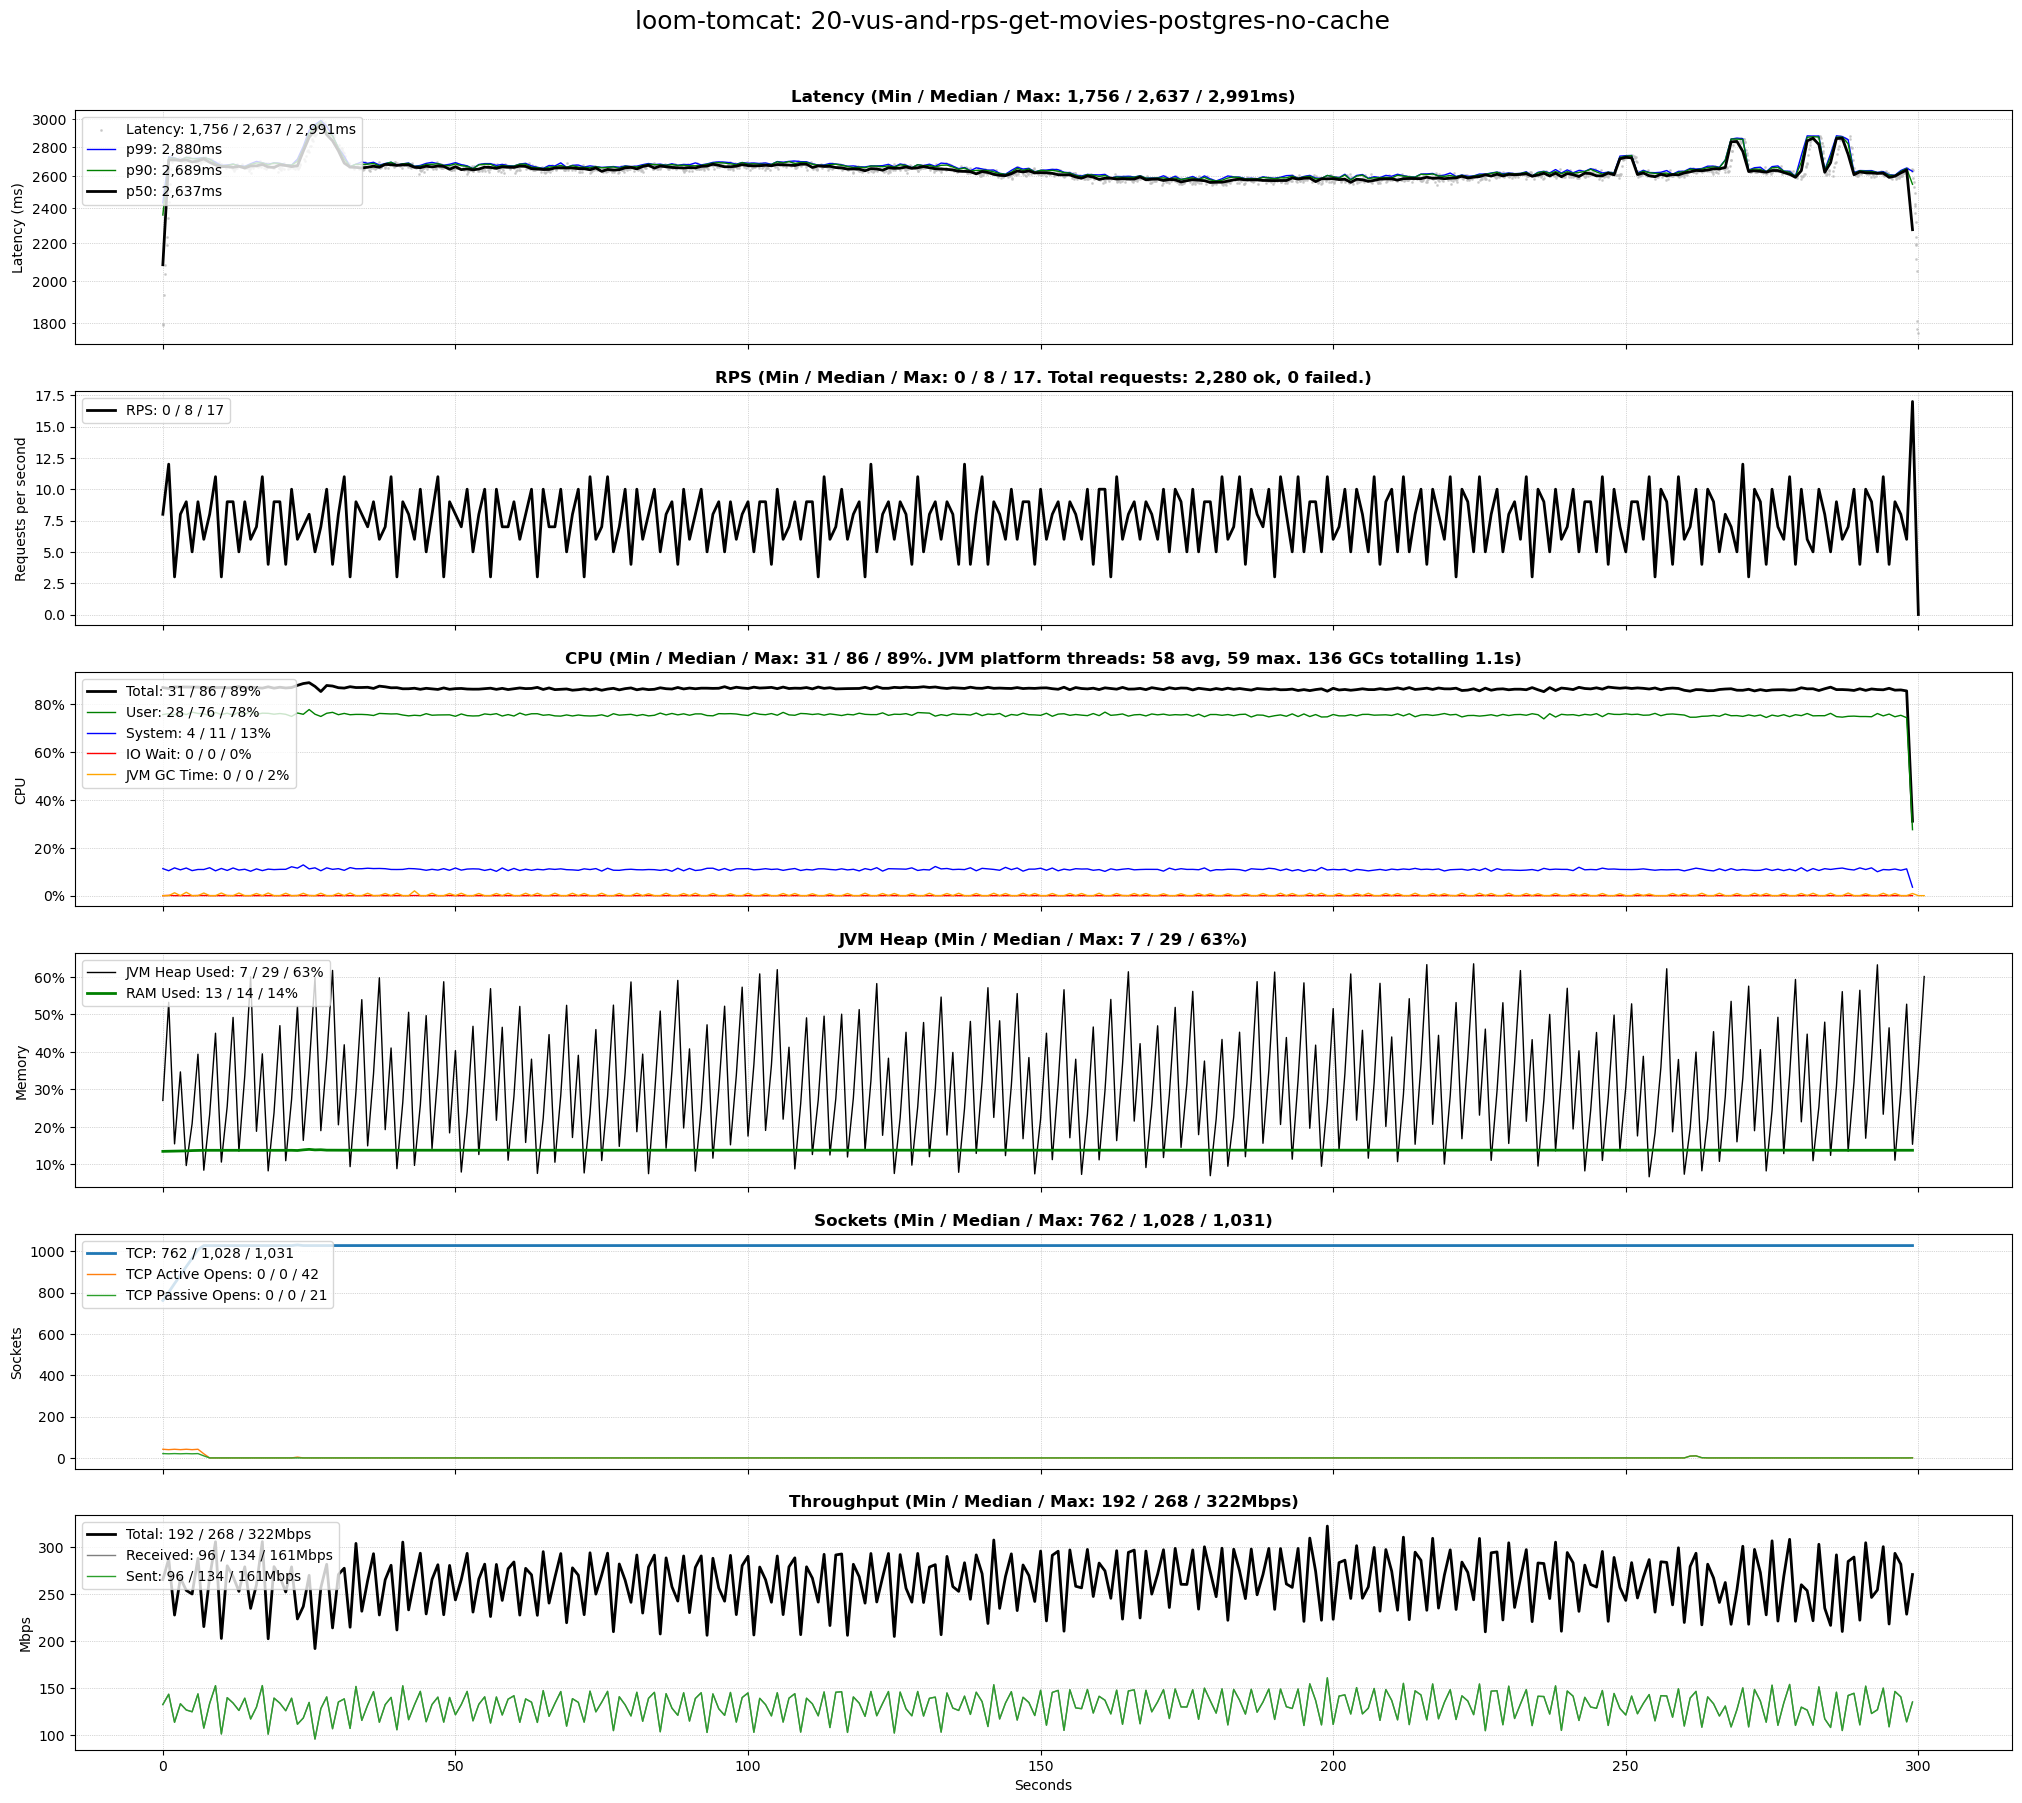 loom-tomcat: 20-vus-and-rps-get-movies-postgres-no-cache
Latency (Min / Median / Max: 1,756 / 2,637 / 2,991ms)
Latency (ms)
3000
2800
2600
2400
2200
2000
1800
Latency: 1,756 / 2,637 / 2,991ms
p99: 2,880ms
p90: 2,689ms
p50: 2,637ms
RPS (Min / Median / Max: 0 / 8 / 17. Total requests: 2,280 ok, 0 failed.)
Requests per second
17.5
15.0
12.5
10.0
7.5
5.0
2.5
0.0
RPS: 0 / 8 / 17
CPU (Min / Median / Max: 31 / 86 / 89%. JVM platform threads: 58 avg, 59 max. 136 GCs totalling 1.1s)
CPU
80%
60%
40%
20%
0%
Total: 31 / 86 / 89%
User: 28 / 76 / 78%
System: 4 / 11 / 13%
IO Wait: 0 / 0 / 0%
JVM GC Time: 0 / 0 / 2%
JVM Heap (Min / Median / Max: 7 / 29 / 63%)
Memory
60%
50%
40%
30%
20%
10%
JVM Heap Used: 7 / 29 / 63%
RAM Used: 13 / 14 / 14%
Sockets (Min / Median / Max: 762 / 1,028 / 1,031)
Sockets
1000
800
600
400
200
0
TCP: 762 / 1,028 / 1,031
TCP Active Opens: 0 / 0 / 42
TCP Passive Opens: 0 / 0 / 21
Throughput (Min / Median / Max: 192 / 268 / 322Mbps)
Mbps
300
250
200
150
100
Total: 192 / 268 / 322Mbps
Received: 96 / 134 / 161Mbps
Sent: 96 / 134 / 161Mbps
0 50 100 150 200 250 300
Seconds